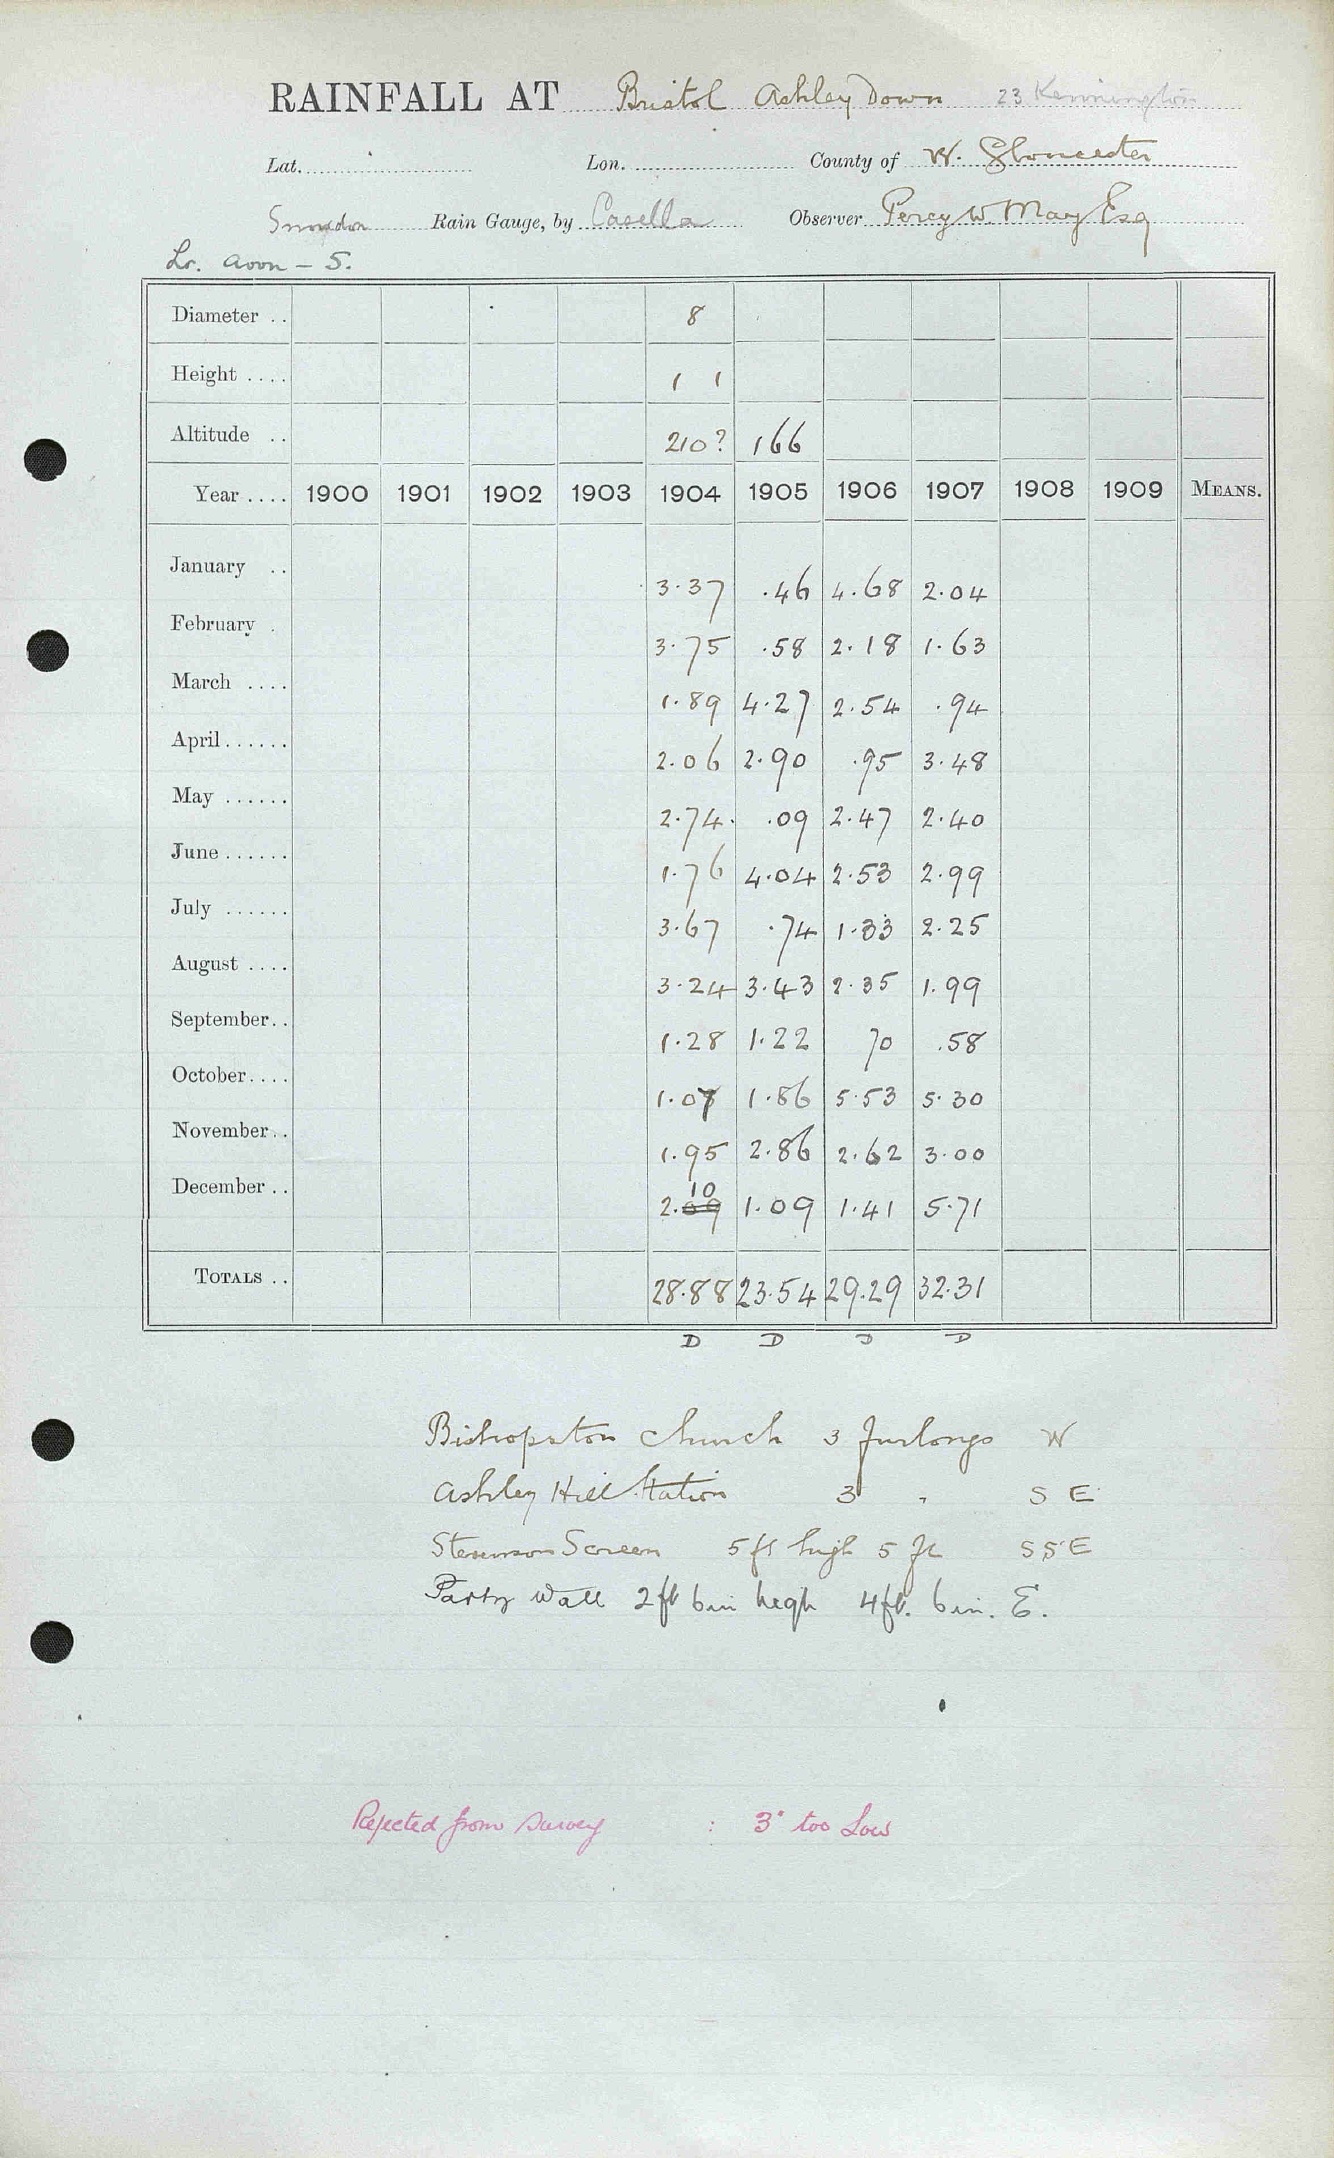 RAINFALL AT Bristol Ashley Down 23 Kennington
Lat. Lon. County of W. Gloucester
Snowdon Rain Gauge, by Casella Observer Percy W. May Esq
Lr. Avon - S.
Diameter .. 8
Height .... 1 1
Altitude .. 210? 166
Year .... 1900 1901 1902 1903 1904 1905 1906 1907 1908 1909 MEANS.
January .. 3.37 .46 4.68 2.04
February . 3.75 .58 2.18 1.63
March .... 1.89 4.27 2.54 .94
April ...... 2.06 2.90 .95 3.48
May ...... 2.74 .09 2.47 2.40
June ...... 1.76 4.04 2.53 2.99
July ...... 3.67 .74 1.33 2.25
August .... 3.24 3.43 2.35 1.99
September .. 1.28 1.22 70 .58
October .... 1.07 1.86 5.53 5.30
November .. 1.95 2.86 2.62 3.00
10
December .. 2.09 1.09 1.41 5.71
TOTALS .. 28.88 23.54 29.29 32.31
D D D D
Bishopston Church 3 furlongs W
Ashley Hill Station 3 " S E
Stevenson Screen 5 ft high 5 ft SSE
Party Wall 2 ft 6 in high 4 ft. 6 in. E.
Rejected from Survey : 3" too Low